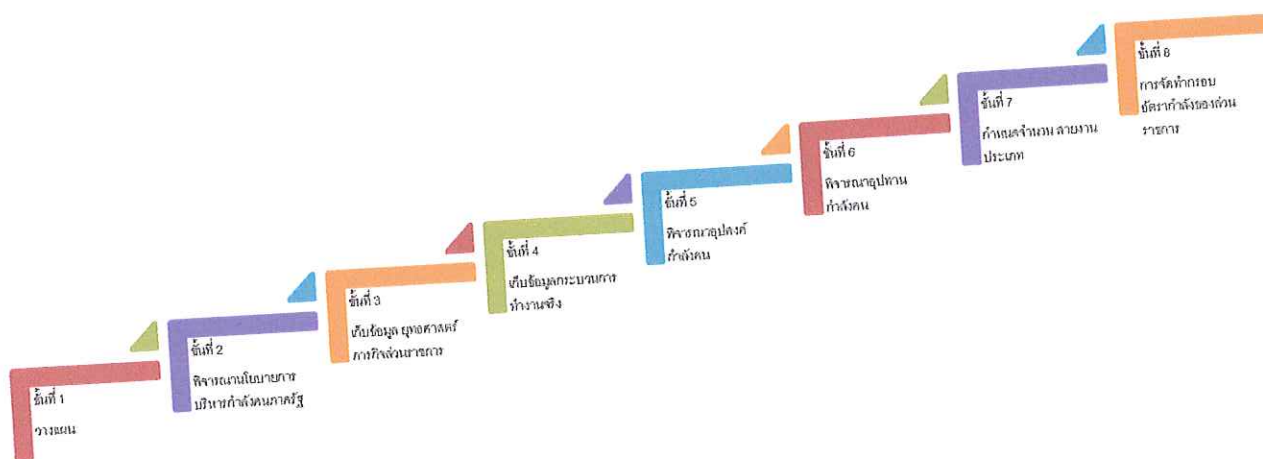 ขั้นที่ 1
วางแผน
ขั้นที่ 2
พิจารณานโยบายการ
บริหารกำลังคนภาครัฐ
ขั้นที่ 3
เก็บข้อมูล ยุทธศาสตร์
ภารกิจส่วนราชการ
ขั้นที่ 4
เก็บข้อมูลกระบวนการ
ทำงานจริง
ขั้นที่ 5
พิจารณาอุปสงค์
กำลังคน
ขั้นที่ 6
พิจารณาอุปทาน
กำลังคน
ขั้นที่ 7
กำหนดจำนวน สายงาน
ประเภท
ขั้นที่ 8
การจัดทำกรอบ
อัตรากำลังของส่วน
ราชการ